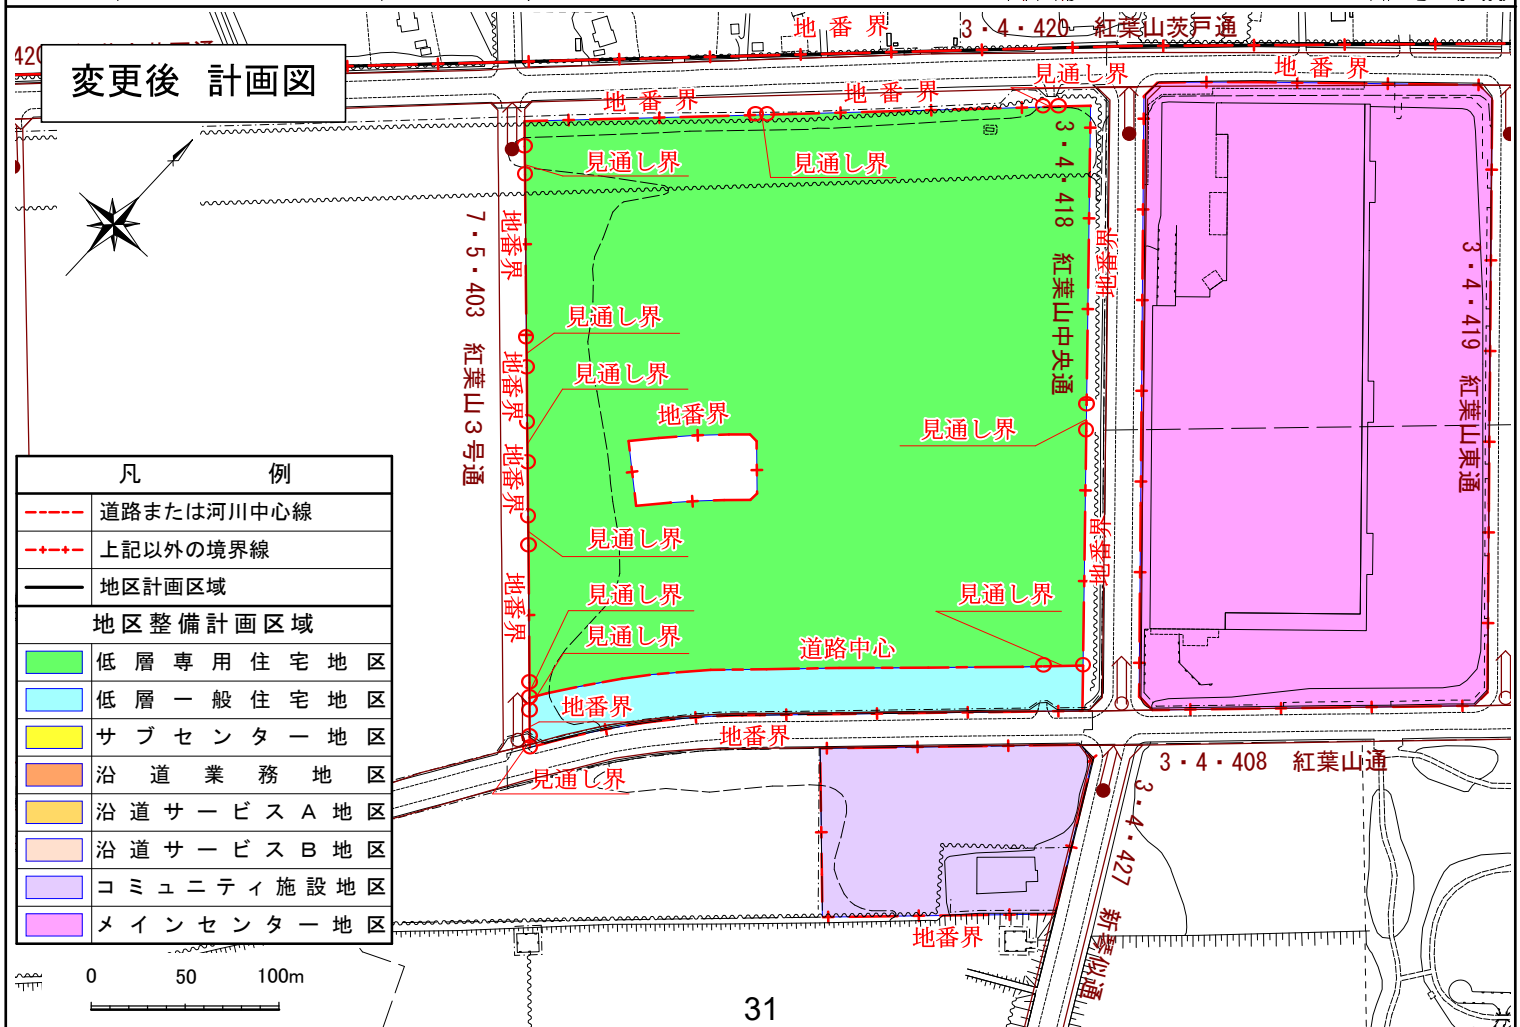 地番界
3・4・420 紅葉山茨戸通
420
変更後 計画図
見通し界
地番界
地番界
地番界
見通し界
見通し界
3・4・418 紅葉山中央通
地番界
地番界
7・5・403 紅葉山3号通
3・4・419 紅葉山東通
見通し界
地番界
見通し界
地番界
見通し界
地番界
地番界
見通し界
地番界
見通し界
見通し界
見通し界
道路中心
地番界
地番界
見通し界
3・4・408 紅葉山通
3・4・427 新琴似通
地番界
凡例
道路または河川中心線
上記以外の境界線
地区計画区域
地区整備計画区域
低層専用住宅地区
低層一般住宅地区
サブセンター地区
沿道業務地区
沿道サービスA地区
沿道サービスB地区
コミュニティ施設地区
メインセンター地区
0 50 100m
31